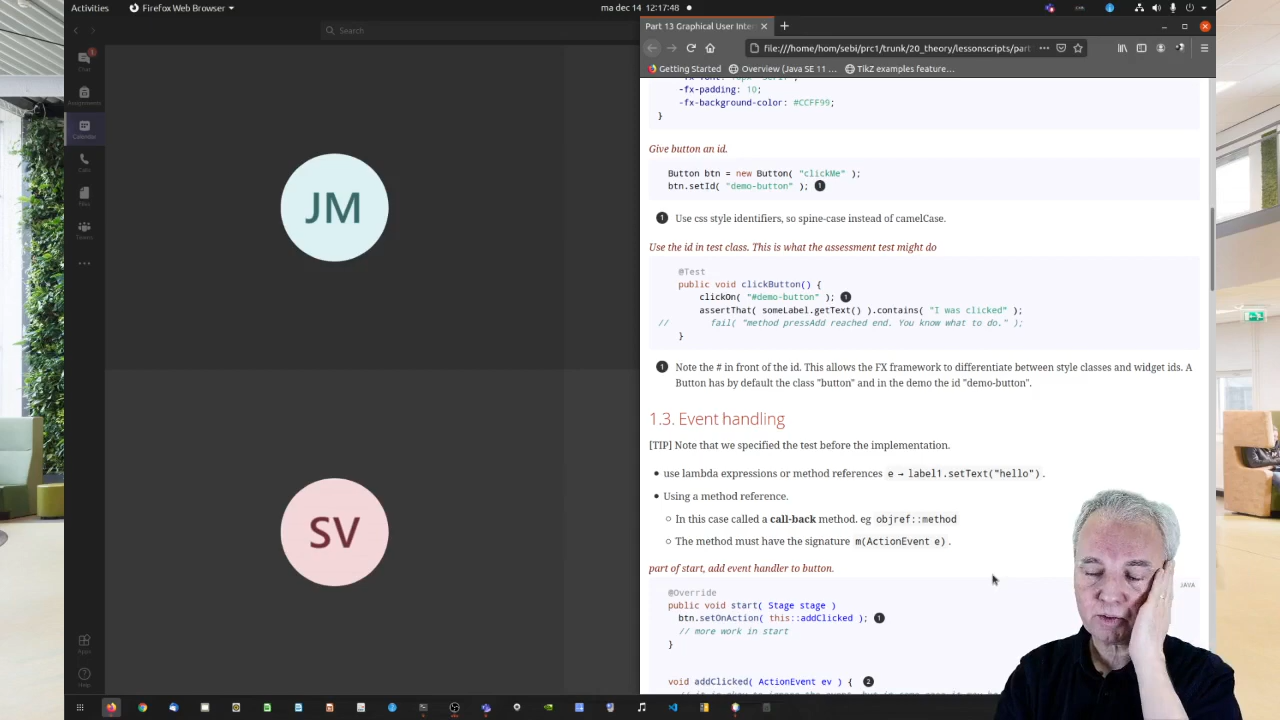 Activities
Firefox Web Browser
ma dec 14 12:17:48
Search
Part 13 Graphical User Inter
file:///home/hom/sebi/prc1/trunk/20_theory/lessonscripts/part
Getting Started
Overview (Java SE 11 ...
TikZ examples feature...
Chat
Assignments
Calendar
Calls
Files
Teams
Apps
Help
JM
SV
-fx-padding: 10;
-fx-background-color: #CCFF99;
}
Give button an id.
Button btn = new Button( "clickMe" );
btn.setId( "demo-button" ); 1
1 Use css style identifiers, so spine-case instead of camelCase.
Use the id in test class. This is what the assessment test might do
@Test
public void clickButton() {
clickOn( "#demo-button" ); 1
assertThat( someLabel.getText() ).contains( "I was clicked" );
// fail( "method pressAdd reached end. You know what to do." );
}
1 Note the # in front of the id. This allows the FX framework to differentiate between style classes and widget ids. A
Button has by default the class "button" and in the demo the id "demo-button".
1.3. Event handling
[TIP] Note that we specified the test before the implementation.
• use lambda expressions or method references e → label1.setText("hello").
• Using a method reference.
○ In this case called a call-back method. eg objref::method
○ The method must have the signature m(ActionEvent e).
part of start, add event handler to button.
JAVA
@Override
public void start( Stage stage )
btn.setOnAction( this::addClicked ); 1
// more work in start
}
void addClicked( ActionEvent ev ) { 2